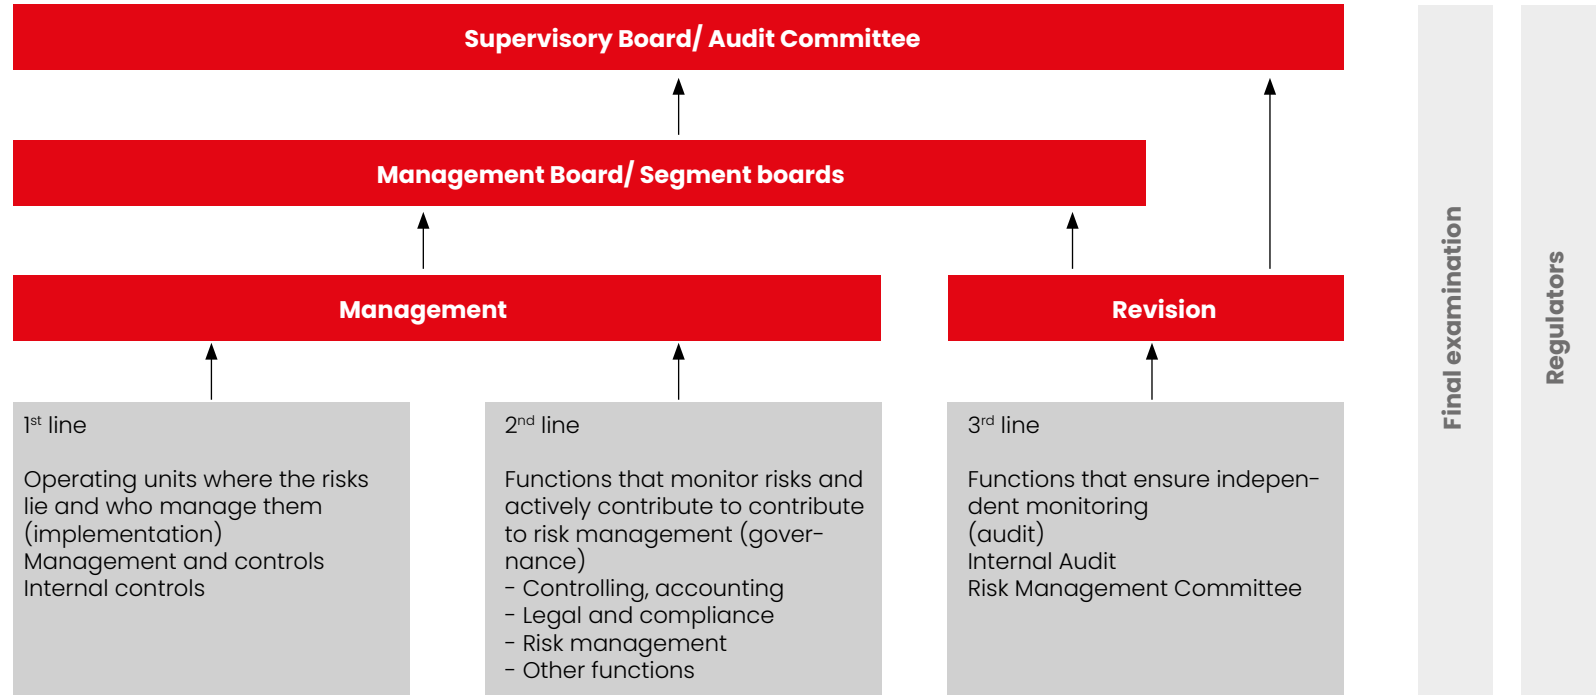 Supervisory Board/ Audit Committee
Management Board/ Segment boards
Management
Revision
1st line
Operating units where the risks
lie and who manage them
(implementation)
Management and controls
Internal controls
2nd line
Functions that monitor risks and
actively contribute to contribute
to risk management (gover-
nance)
- Controlling, accounting
- Legal and compliance
- Risk management
- Other functions
3rd line
Functions that ensure indepen-
dent monitoring
(audit)
Internal Audit
Risk Management Committee
Final examination
Regulators